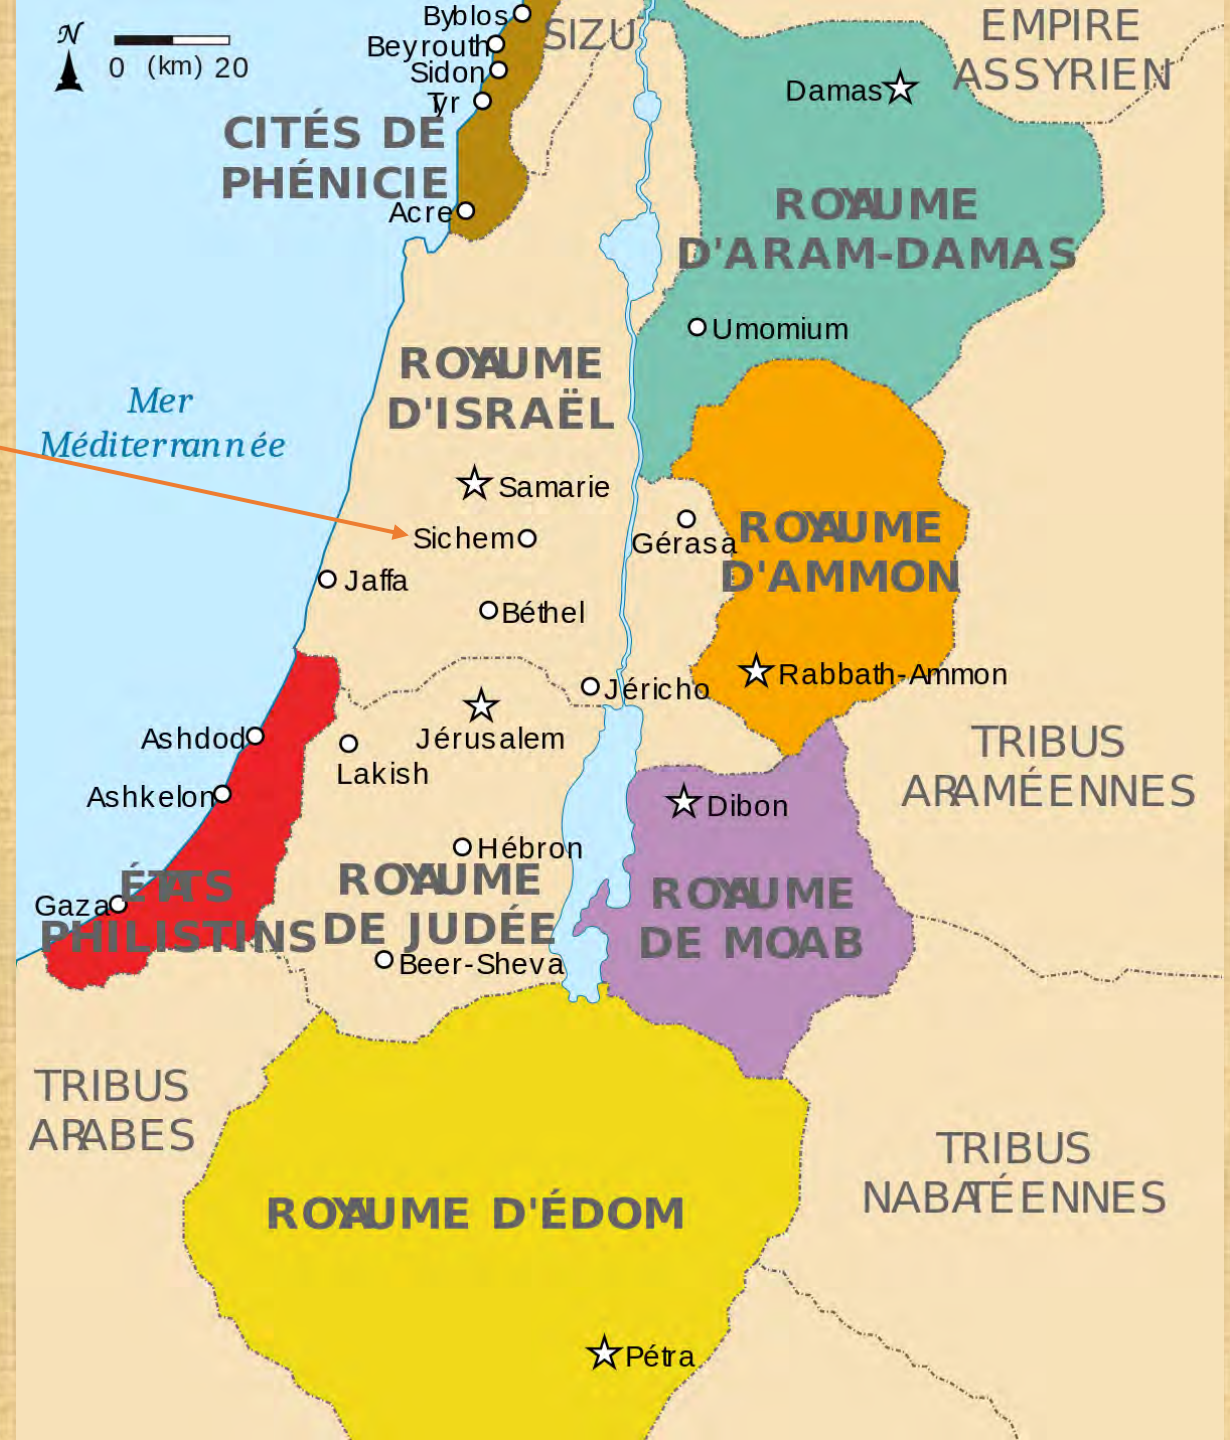 N
0 (km) 20
Byblos
Beyrouth
Sidon
Tyr
SIZU
EMPIRE
ASSYRIEN
Damas
CITÉS DE
PHÉNICIE
Acre
ROYAUME
D'ARAM-DAMAS
Umomium
ROYAUME
D'ISRAËL
Mer
Méditerrannée
Samarie
Sichem
Gérasa
ROYAUME
D'AMMON
Jaffa
Béthel
Rabbath-Ammon
Jéricho
Jérusalem
Ashdod
Lakish
TRIBUS
ARAMÉENNES
Ashkelon
Dibon
Hébron
ÉTATS
PHILISTINS
Gaza
ROYAUME
DE JUDÉE
ROYAUME
DE MOAB
Beer-Sheva
TRIBUS
ARABES
TRIBUS
NABATÉENNES
ROYAUME D'ÉDOM
Pétra